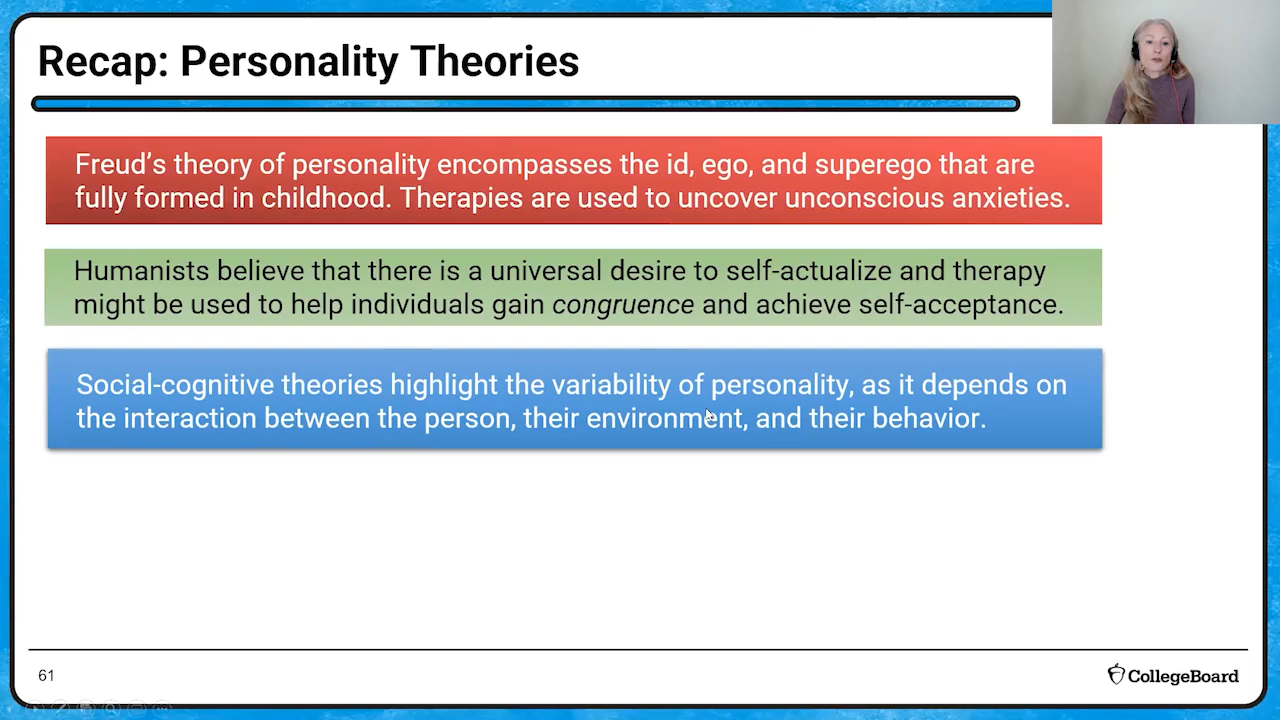 Recap: Personality Theories
Freud's theory of personality encompasses the id, ego, and superego that are
fully formed in childhood. Therapies are used to uncover unconscious anxieties.
Humanists believe that there is a universal desire to self-actualize and therapy
might be used to help individuals gain congruence and achieve self-acceptance.
Social-cognitive theories highlight the variability of personality, as it depends on
the interaction between the person, their environment, and their behavior.
61
CollegeBoard